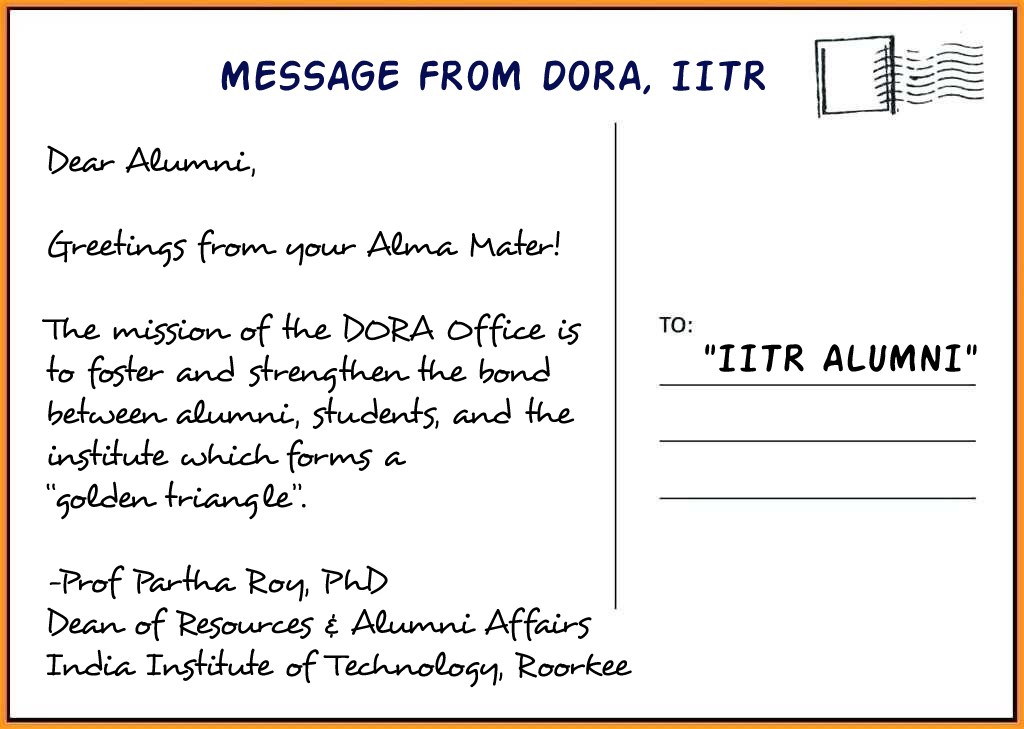 MESSAGE FROM DORA, IITR
Dear Alumni,
Greetings from your Alma Mater!
The mission of the DORA Office is
to foster and strengthen the bond
between alumni, students, and the
institute which forms a
"golden triangle".
-Prof Partha Roy, PhD
Dean of Resources & Alumni Affairs
India Institute of Technology, Roorkee
TO:
"IITR ALUMNI"